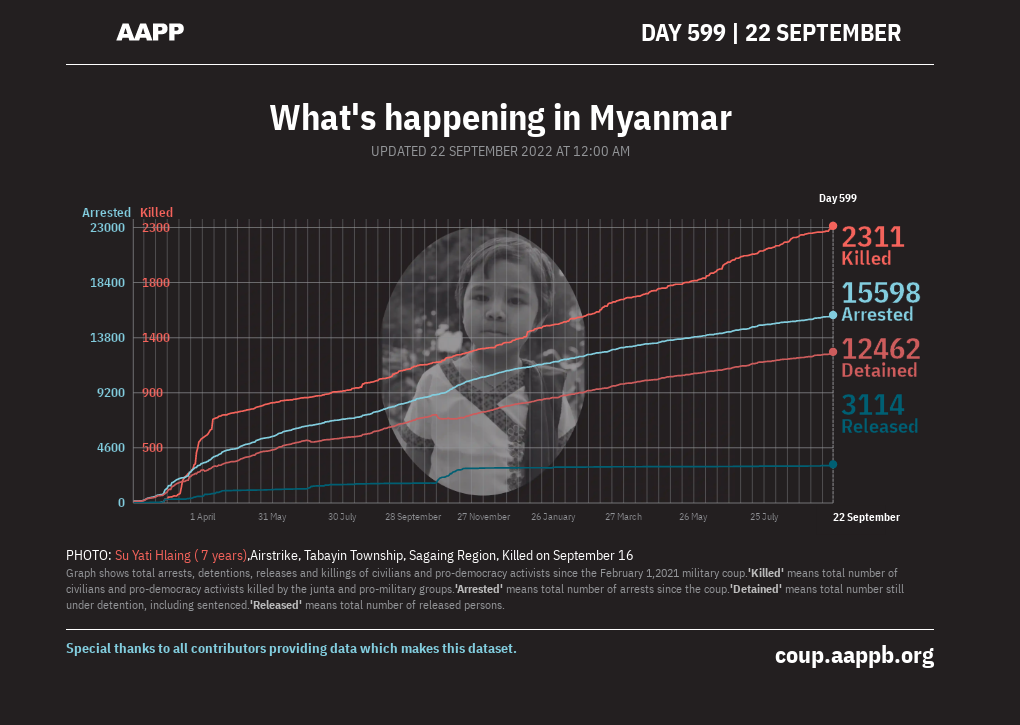 AAPP
DAY 599 | 22 SEPTEMBER
What's happening in Myanmar
UPDATED 22 SEPTEMBER 2022 AT 12:00 AM
Day 599
Arrested Killed
23000 2300
18400 1800
13800 1400
9200 900
4600 500
0
2311
Killed
15598
Arrested
12462
Detained
3114
Released
1 April 31 May 30 July 28 September 27 November 26 January 27 March 26 May 25 July 22 September
PHOTO: Su Yati Hlaing ( 7 years),Airstrike, Tabayin Township, Sagaing Region, Killed on September 16
Graph shows total arrests, detentions, releases and killings of civilians and pro-democracy activists since the February 1,2021 military coup.'Killed' means total number of
civilians and pro-democracy activists killed by the junta and pro-military groups.'Arrested' means total number of arrests since the coup.'Detained' means total number still
under detention, including sentenced.'Released' means total number of released persons.
Special thanks to all contributors providing data which makes this dataset.
coup.aappb.org